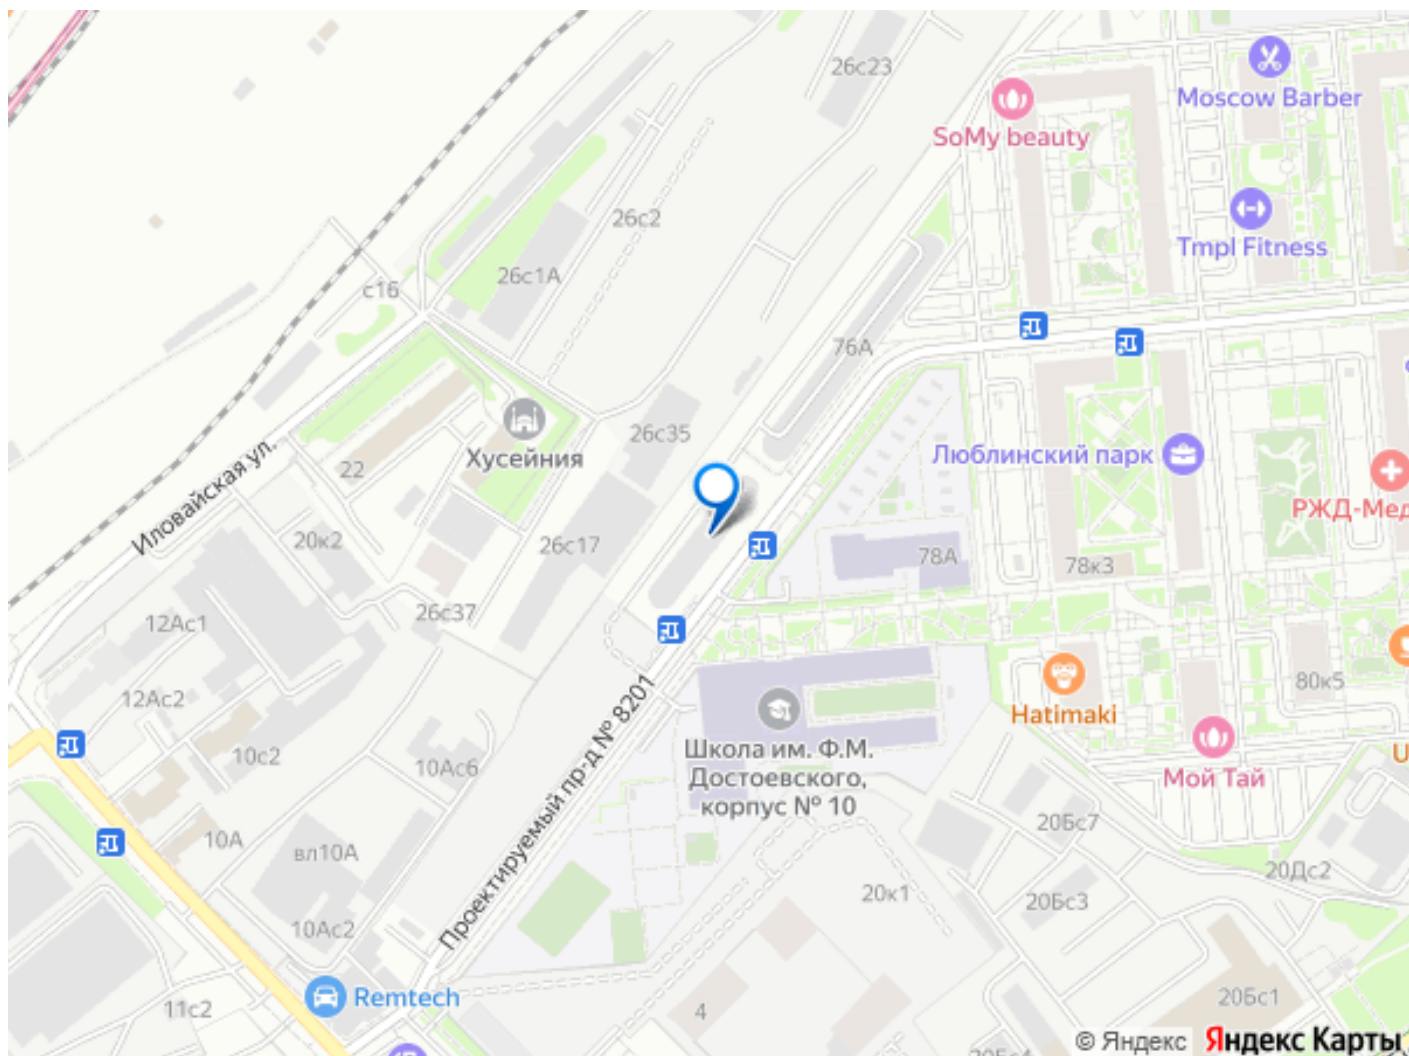 26с23
Moscow Barber
SoMy beauty
26с2
Tmpl Fitness
26с1А
с16
76А
26с35
Хусейния
22
Люблинский парк
Иловайская ул.
РЖД-Мед
20к2
26с17
78А
78к3
26с37
12Ас1
12Ас2
80к5
Hatimaki
Проектируемый пр-д № 8201
10с2
10Ас6
Школа им. Ф.М.
Достоевского,
корпус № 10
Мой Тай
U
10А
вл10А
20Бс7
20Дс2
20к1
20Бс3
10Ас2
Remtech
11с2
4
20Бс1
© Яндекс
Яндекс Карты